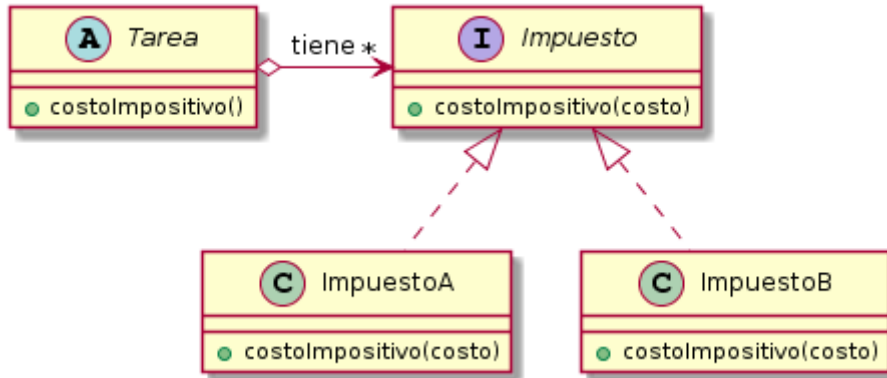 A Tarea
tiene *
I Impuesto
costoImpositivo()
costoImpositivo(costo)
C ImpuestoA
C ImpuestoB
costoImpositivo(costo)
costoImpositivo(costo)